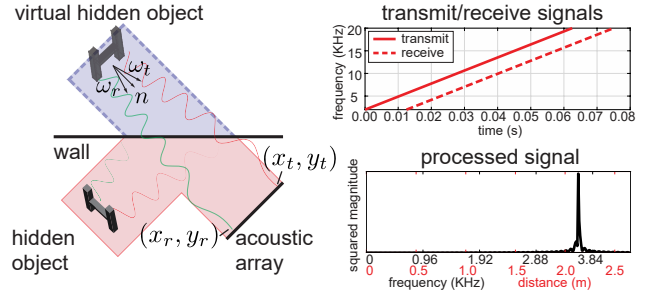 virtual hidden object
ω_t
ω_r
n
wall
(x_t, y_t)
(x_r, y_r)
hidden
object
acoustic
array
transmit/receive signals
frequency (KHz)
20
15
10
5
2
transmit
receive
0.00 0.01 0.02 0.03 0.04 0.05 0.06 0.07 0.08
time (s)
processed signal
squared magnitude
0 0.96 1.92 2.88 3.84
0 0.5 1.0 1.5 2.0 2.5
frequency (KHz) distance (m)